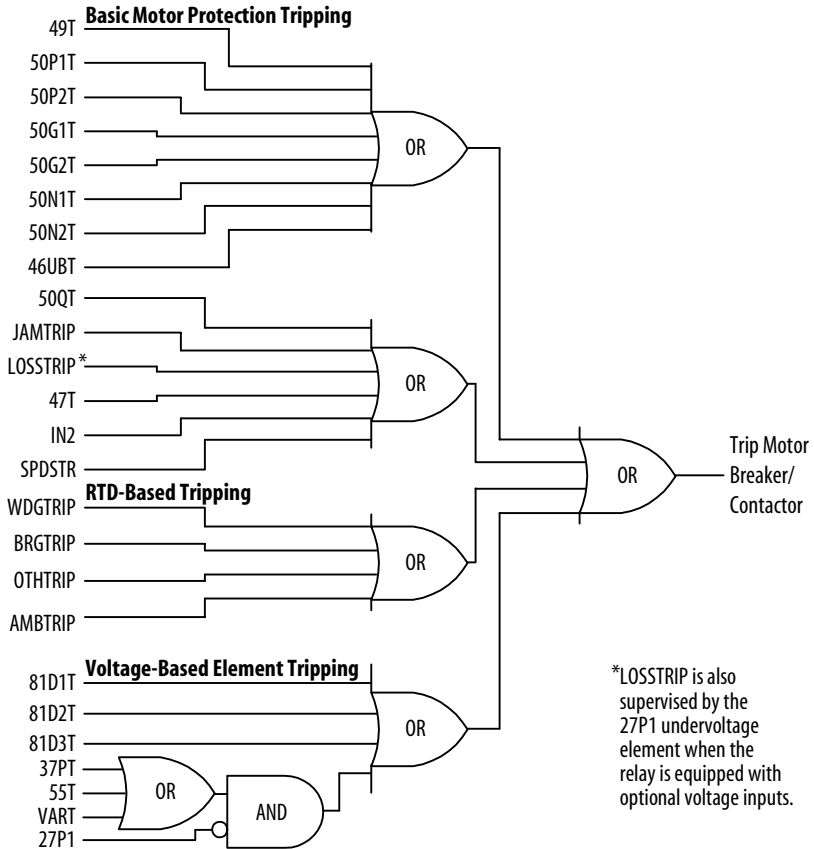 Basic Motor Protection Tripping
49T
50P1T
50P2T
50G1T
50G2T
50N1T
50N2T
46UBT
OR
50QT
JAMTRIP
LOSSTRIP*
47T
IN2
SPDSTR
OR
RTD-Based Tripping
WDGTRIP
BRGTRIP
OTHTRIP
AMBTRIP
OR
Voltage-Based Element Tripping
81D1T
81D2T
81D3T
OR
37PT
55T
VART
27P1
OR
AND
OR
Trip Motor
Breaker/
Contactor
*LOSSTRIP is also
supervised by the
27P1 undervoltage
element when the
relay is equipped with
optional voltage inputs.